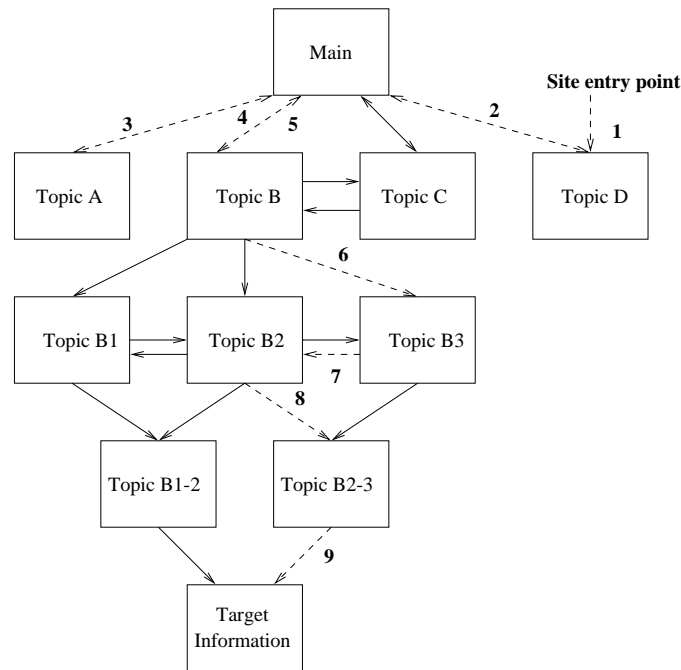 Main
Site entry point
3
4
5
2
1
Topic A
Topic B
Topic C
Topic D
6
Topic B1
Topic B2
Topic B3
7
8
Topic B1-2
Topic B2-3
9
Target
Information